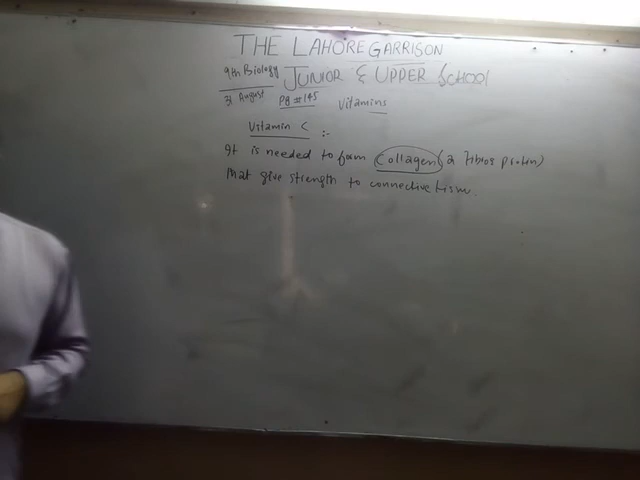 THE LAHORE GARRISON
9th Biology JUNIOR & UPPER SCHOOL
31 August Pg # 145 Vitamins
Vitamin C :-
It is needed to form Collagen (a fibros protein)
that give strength to connective tissue.